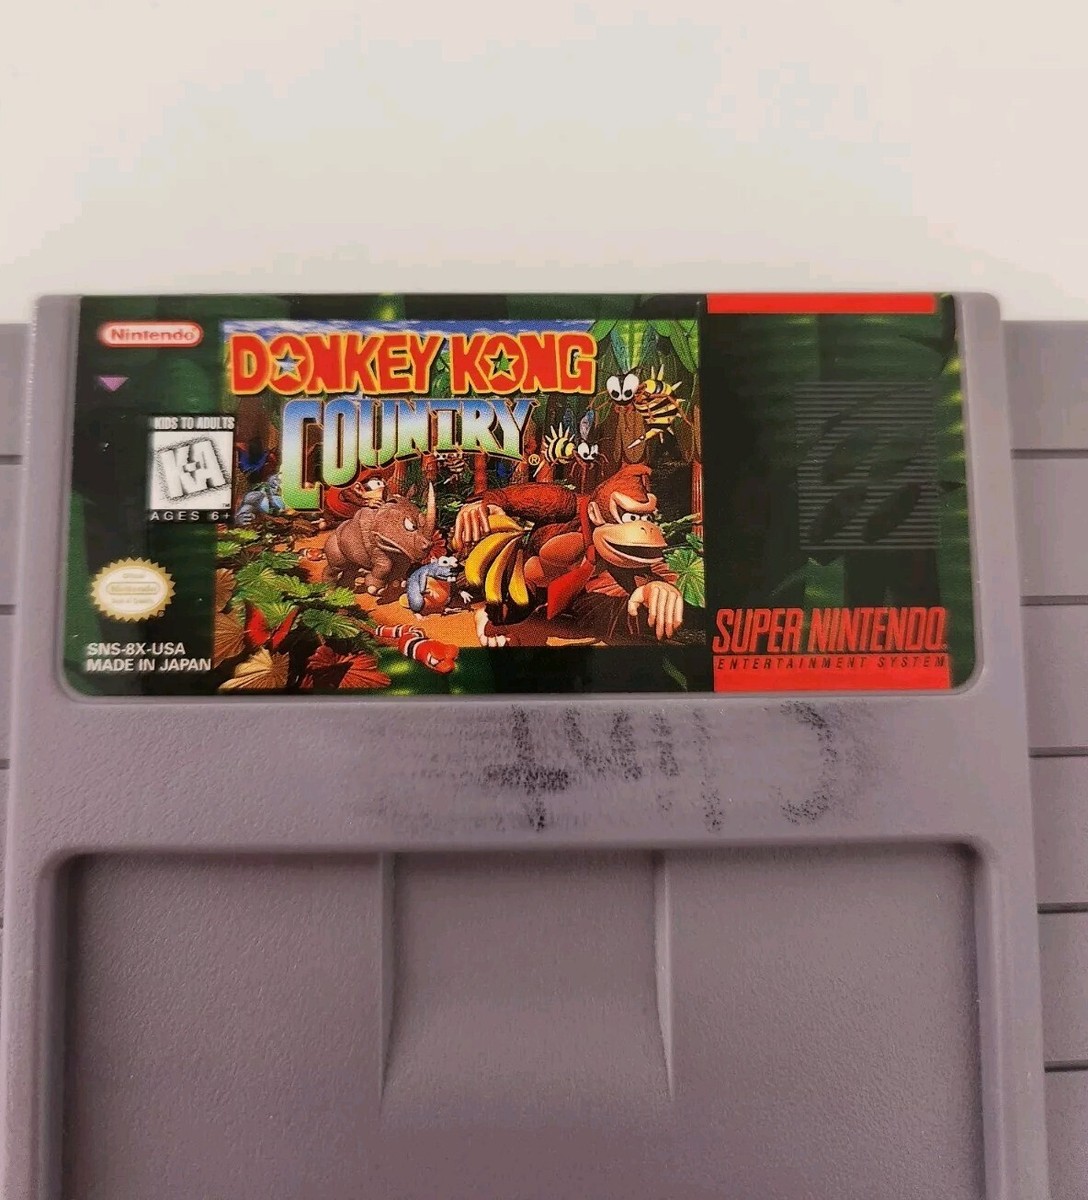 Nintendo
DONKEY KONG
COUNTRY®
KIDS TO ADULTS
K-A
AGES 6+
Nintendo
SNS-8X-USA
MADE IN JAPAN
SUPER NINTENDO
ENTERTAINMENT SYSTEM